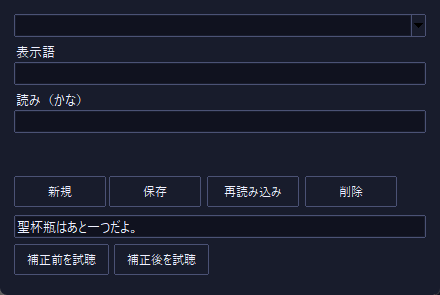 表示語
読み（かな）
新規 保存 再読み込み 削除
聖杯瓶はあと一つだよ。
補正前を試聴 補正後を試聴